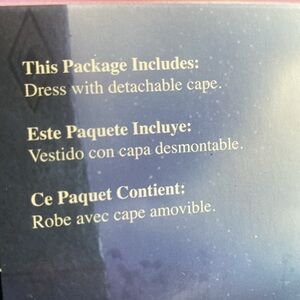 This Package Includes:
Dress with detachable cape.
Este Paquete Incluye:
Vestido con capa desmontable.
Ce Paquet Contient:
Robe avec cape amovible.